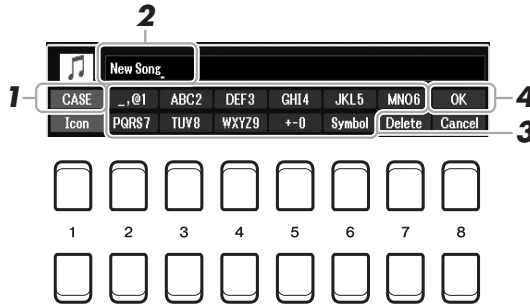 2
New Song_
1 CASE _,@1 ABC2 DEF3 GHI4 JKL5 MNO6 OK 4
Icon PQRS7 TUV8 WXYZ9 +-0 Symbol Delete Cancel 3
1 2 3 4 5 6 7 8